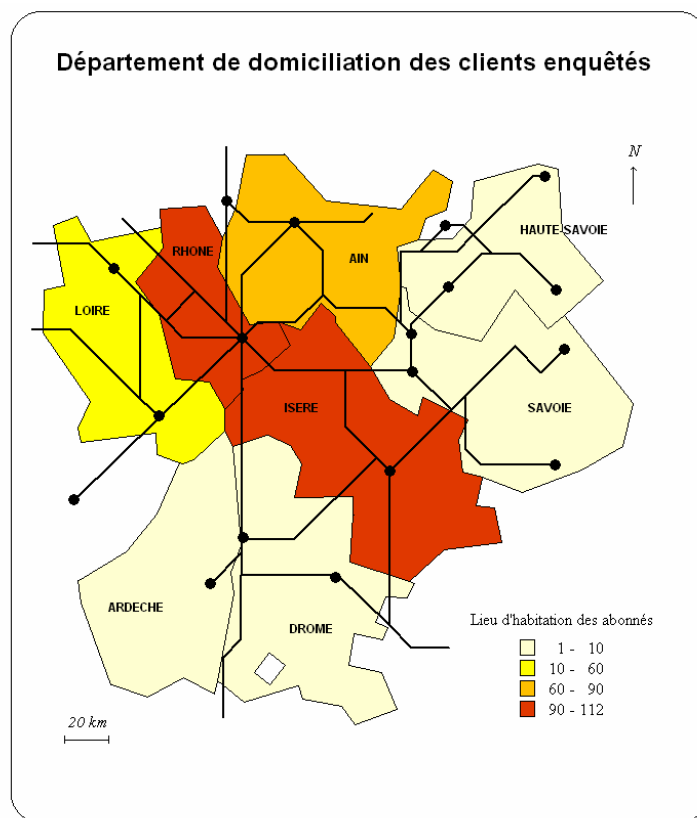 Département de domiciliation des clients enquêtés
N
HAUTE-SAVOIE
RHONE
AIN
LOIRE
ISERE
SAVOIE
ARDECHE
DROME
Lieu d'habitation des abonnés
1 - 10
10 - 60
60 - 90
90 - 112
20 km